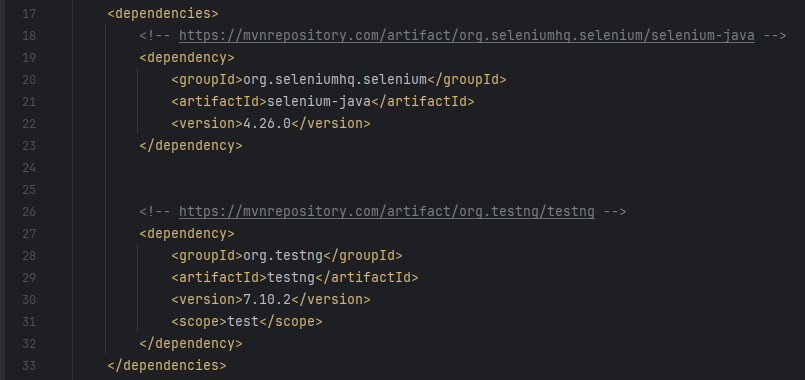 17 <dependencies>
18 <!-- https://mvnrepository.com/artifact/org.seleniumhq.selenium/selenium-java -->
19 <dependency>
20 <groupId>org.seleniumhq.selenium</groupId>
21 <artifactId>selenium-java</artifactId>
22 <version>4.26.0</version>
23 </dependency>
24
25
26 <!-- https://mvnrepository.com/artifact/org.testng/testng -->
27 <dependency>
28 <groupId>org.testng</groupId>
29 <artifactId>testng</artifactId>
30 <version>7.10.2</version>
31 <scope>test</scope>
32 </dependency>
33 </dependencies>